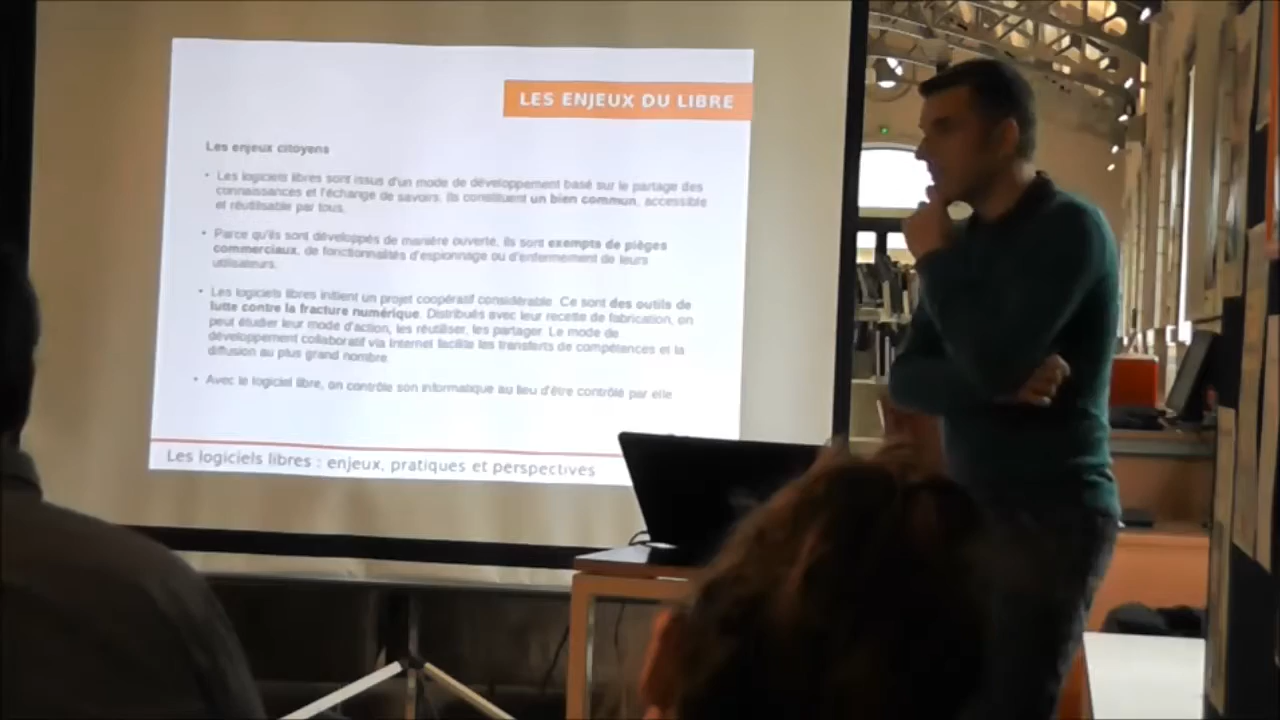 LES ENJEUX DU LIBRE
Les enjeux citoyens
• Les logiciels libres sont issus d'un mode de développement basé sur le partage des
connaissances et l'échange de savoirs. Ils constituent un bien commun, accessible
et réutilisable par tous.
• Parce qu'ils sont développés de manière ouverte, ils sont exempts de pièges
commerciaux, de fonctionnalités d'espionnage ou d'enfermement de leurs
utilisateurs.
• Les logiciels libres initient un projet coopératif considérable. Ce sont des outils de
lutte contre la fracture numérique. Distribués avec leur recette de fabrication, on
peut étudier leur mode d'action, les réutiliser, les partager. Le mode de
développement collaboratif via Internet facilite les transferts de compétences et la
diffusion au plus grand nombre
• Avec le logiciel libre, on contrôle son informatique au lieu d'être contrôlé par elle
Les logiciels libres : enjeux, pratiques et perspectives